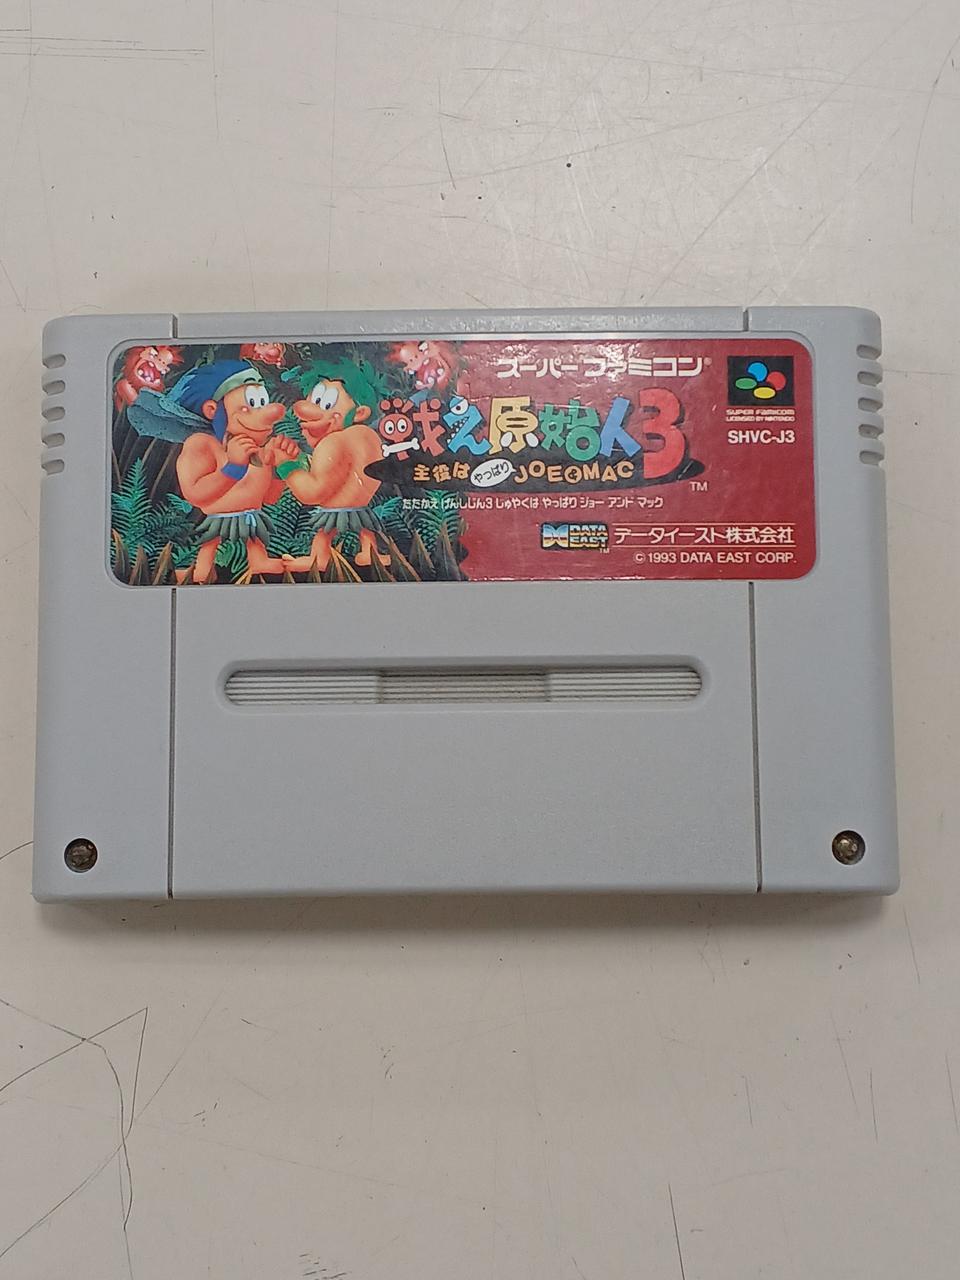 スーパーファミコン®
戦え原始人3
主役は やっぱり JOE&MAC
TM
たたかえ げんしじん3 しゅやくは やっぱり ジョー アンド マック
DATA EAST TM
データイースト株式会社
© 1993 DATA EAST CORP.
SUPER FAMICOM
LICENSED BY NINTENDO
SHVC-J3